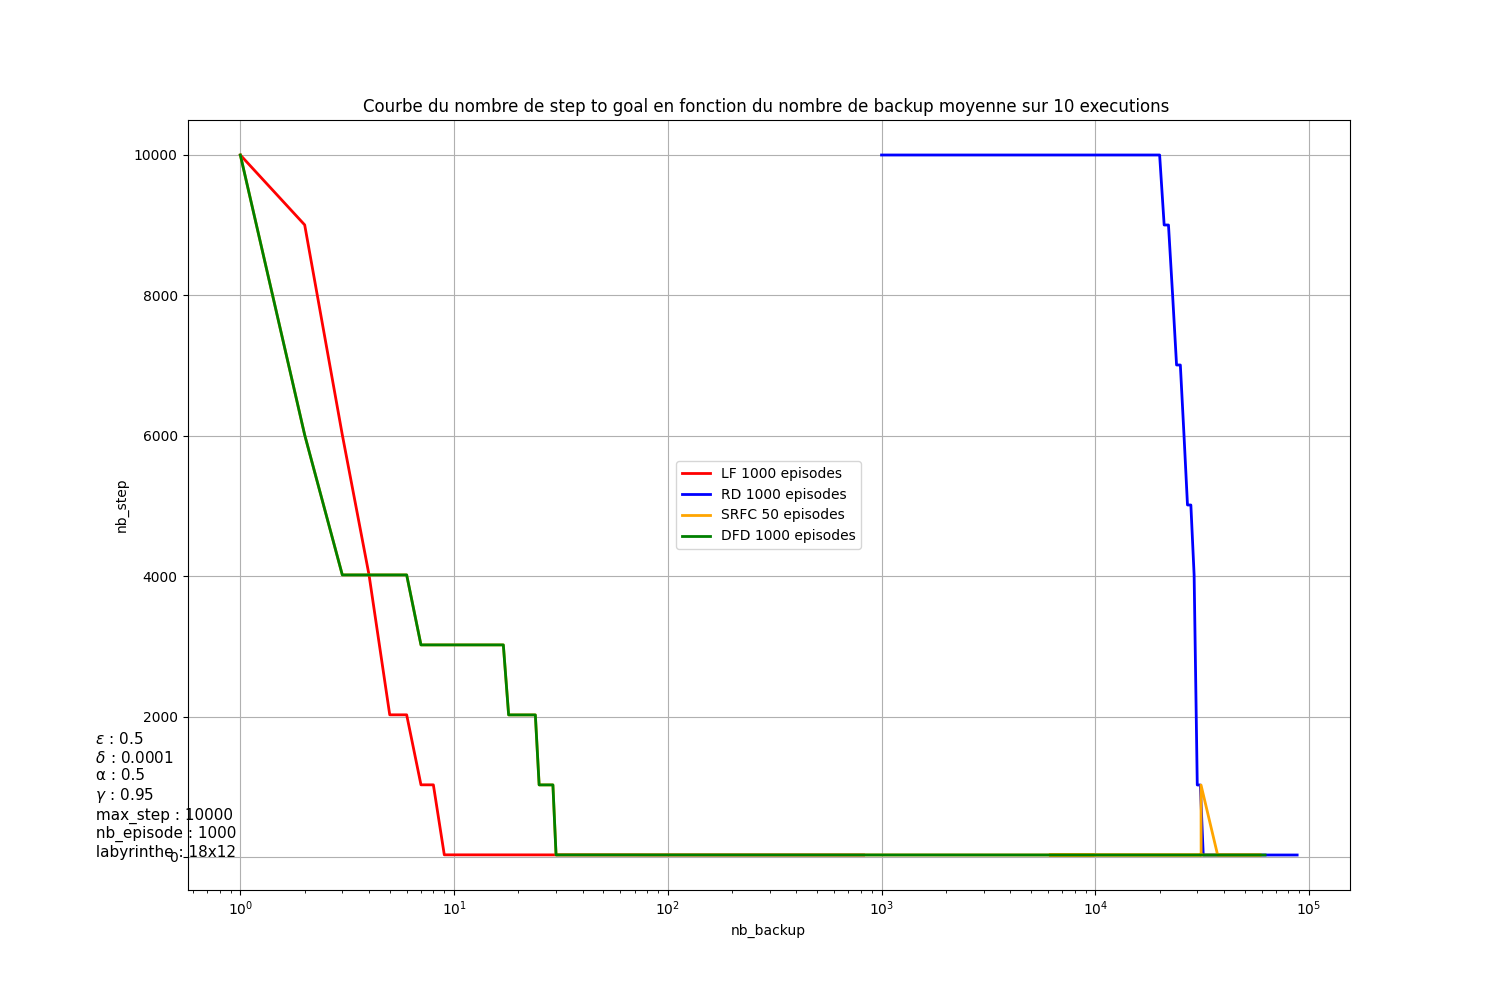 Courbe du nombre de step to goal en fonction du nombre de backup moyenne sur 10 executions
10000
8000
6000
4000
2000
0
nb_step
LF 1000 episodes
RD 1000 episodes
SRFC 50 episodes
DFD 1000 episodes
ε : 0.5
δ : 0.0001
α : 0.5
γ : 0.95
max_step : 10000
nb_episode : 1000
labyrinthe : 18x12
10⁰ 10¹ 10² 10³ 10⁴ 10⁵
nb_backup